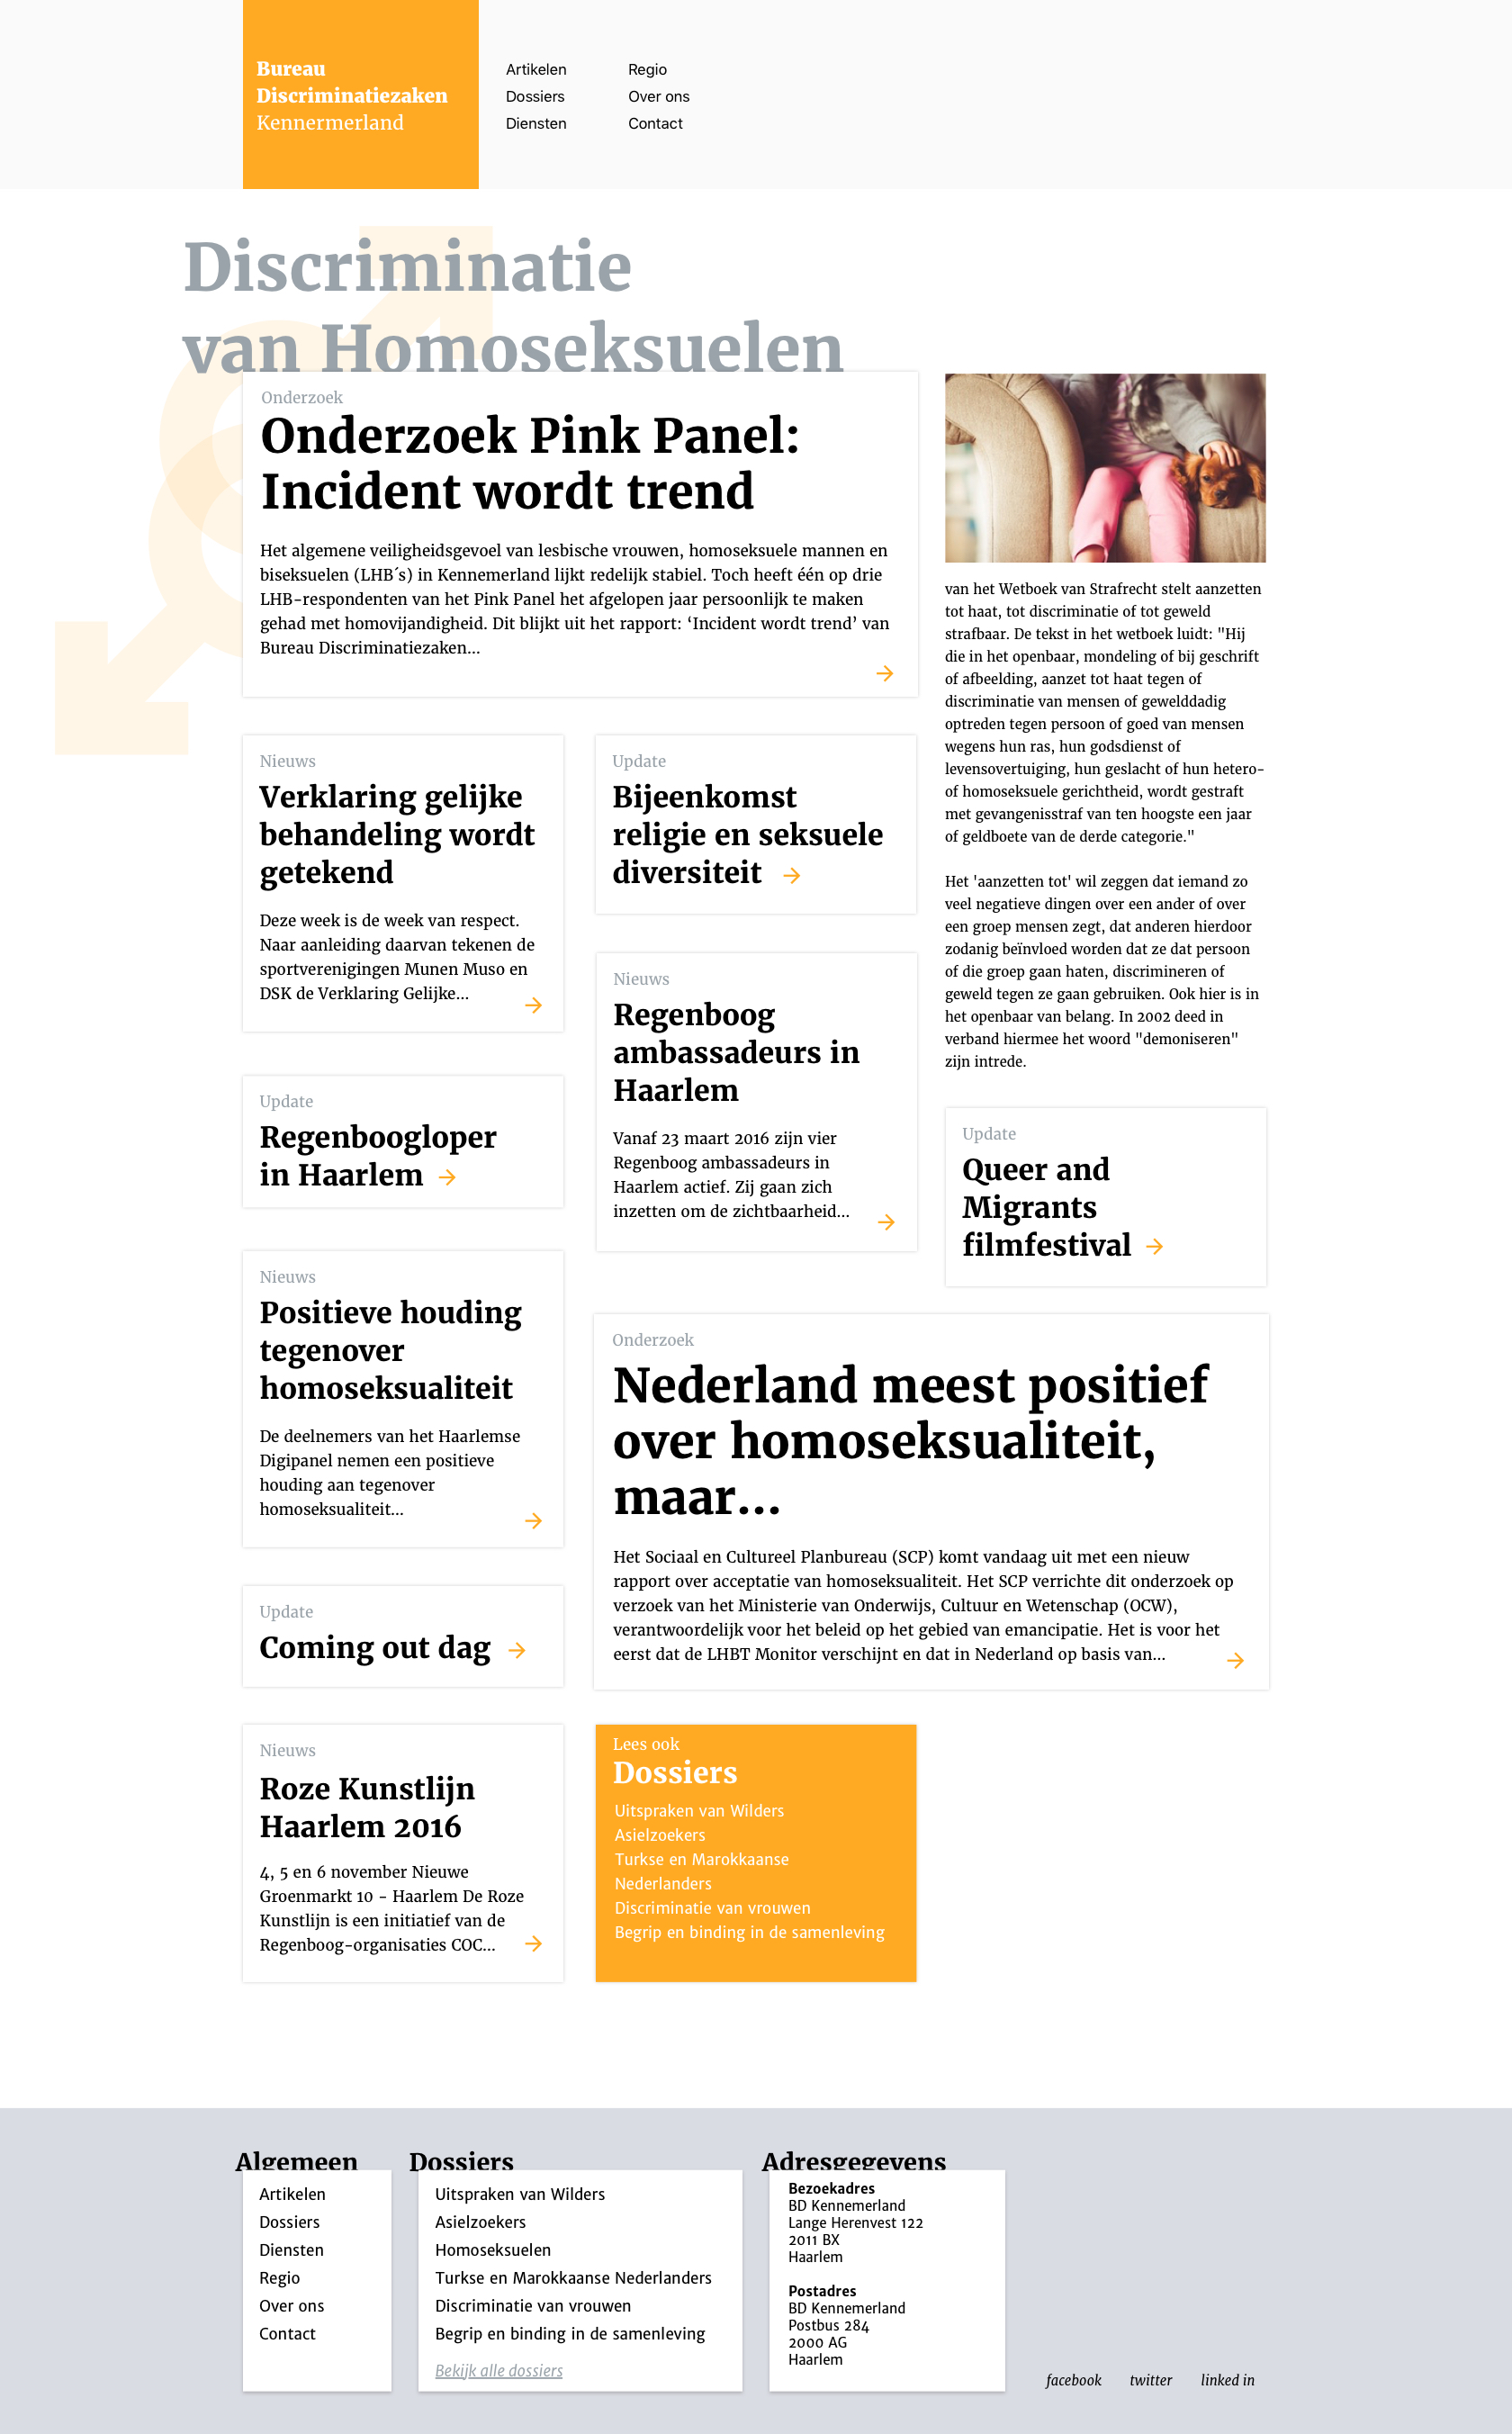 Bureau
Discriminatiezaken
Kennermerland
Artikelen
Dossiers
Diensten
Regio
Over ons
Contact
Discriminatie
van Homoseksuelen
Onderzoek
Onderzoek Pink Panel:
Incident wordt trend
Het algemene veiligheidsgevoel van lesbische vrouwen, homoseksuele mannen en
biseksuelen (LHB´s) in Kennemerland lijkt redelijk stabiel. Toch heeft één op drie
LHB-respondenten van het Pink Panel het afgelopen jaar persoonlijk te maken
gehad met homovijandigheid. Dit blijkt uit het rapport: ‘Incident wordt trend’ van
Bureau Discriminatiezaken...
van het Wetboek van Strafrecht stelt aanzetten
tot haat, tot discriminatie of tot geweld
strafbaar. De tekst in het wetboek luidt: "Hij
die in het openbaar, mondeling of bij geschrift
of afbeelding, aanzet tot haat tegen of
discriminatie van mensen of gewelddadig
optreden tegen persoon of goed van mensen
wegens hun ras, hun godsdienst of
levensovertuiging, hun geslacht of hun hetero-
of homoseksuele gerichtheid, wordt gestraft
met gevangenisstraf van ten hoogste een jaar
of geldboete van de derde categorie."
Het 'aanzetten tot' wil zeggen dat iemand zo
veel negatieve dingen over een ander of over
een groep mensen zegt, dat anderen hierdoor
zodanig beïnvloed worden dat ze dat persoon
of die groep gaan haten, discrimineren of
geweld tegen ze gaan gebruiken. Ook hier is in
het openbaar van belang. In 2002 deed in
verband hiermee het woord "demoniseren"
zijn intrede.
Nieuws
Verklaring gelijke
behandeling wordt
getekend
Deze week is de week van respect.
Naar aanleiding daarvan tekenen de
sportverenigingen Munen Muso en
DSK de Verklaring Gelijke...
Update
Bijeenkomst
religie en seksuele
diversiteit
Nieuws
Regenboog
ambassadeurs in
Haarlem
Vanaf 23 maart 2016 zijn vier
Regenboog ambassadeurs in
Haarlem actief. Zij gaan zich
inzetten om de zichtbaarheid...
Update
Regenboogloper
in Haarlem
Update
Queer and
Migrants
filmfestival
Nieuws
Positieve houding
tegenover
homoseksualiteit
De deelnemers van het Haarlemse
Digipanel nemen een positieve
houding aan tegenover
homoseksualiteit...
Onderzoek
Nederland meest positief
over homoseksualiteit,
maar...
Het Sociaal en Cultureel Planbureau (SCP) komt vandaag uit met een nieuw
rapport over acceptatie van homoseksualiteit. Het SCP verrichte dit onderzoek op
verzoek van het Ministerie van Onderwijs, Cultuur en Wetenschap (OCW),
verantwoordelijk voor het beleid op het gebied van emancipatie. Het is voor het
eerst dat de LHBT Monitor verschijnt en dat in Nederland op basis van...
Update
Coming out dag
Nieuws
Roze Kunstlijn
Haarlem 2016
4, 5 en 6 november Nieuwe
Groenmarkt 10 - Haarlem De Roze
Kunstlijn is een initiatief van de
Regenboog-organisaties COC...
Lees ook
Dossiers
Uitspraken van Wilders
Asielzoekers
Turkse en Marokkaanse
Nederlanders
Discriminatie van vrouwen
Begrip en binding in de samenleving
Algemeen
Artikelen
Dossiers
Diensten
Regio
Over ons
Contact
Dossiers
Uitspraken van Wilders
Asielzoekers
Homoseksuelen
Turkse en Marokkaanse Nederlanders
Discriminatie van vrouwen
Begrip en binding in de samenleving
Bekijk alle dossiers
Adresgegevens
Bezoekadres
BD Kennemerland
Lange Herenvest 122
2011 BX
Haarlem
Postadres
BD Kennemerland
Postbus 284
2000 AG
Haarlem
facebook
twitter
linked in